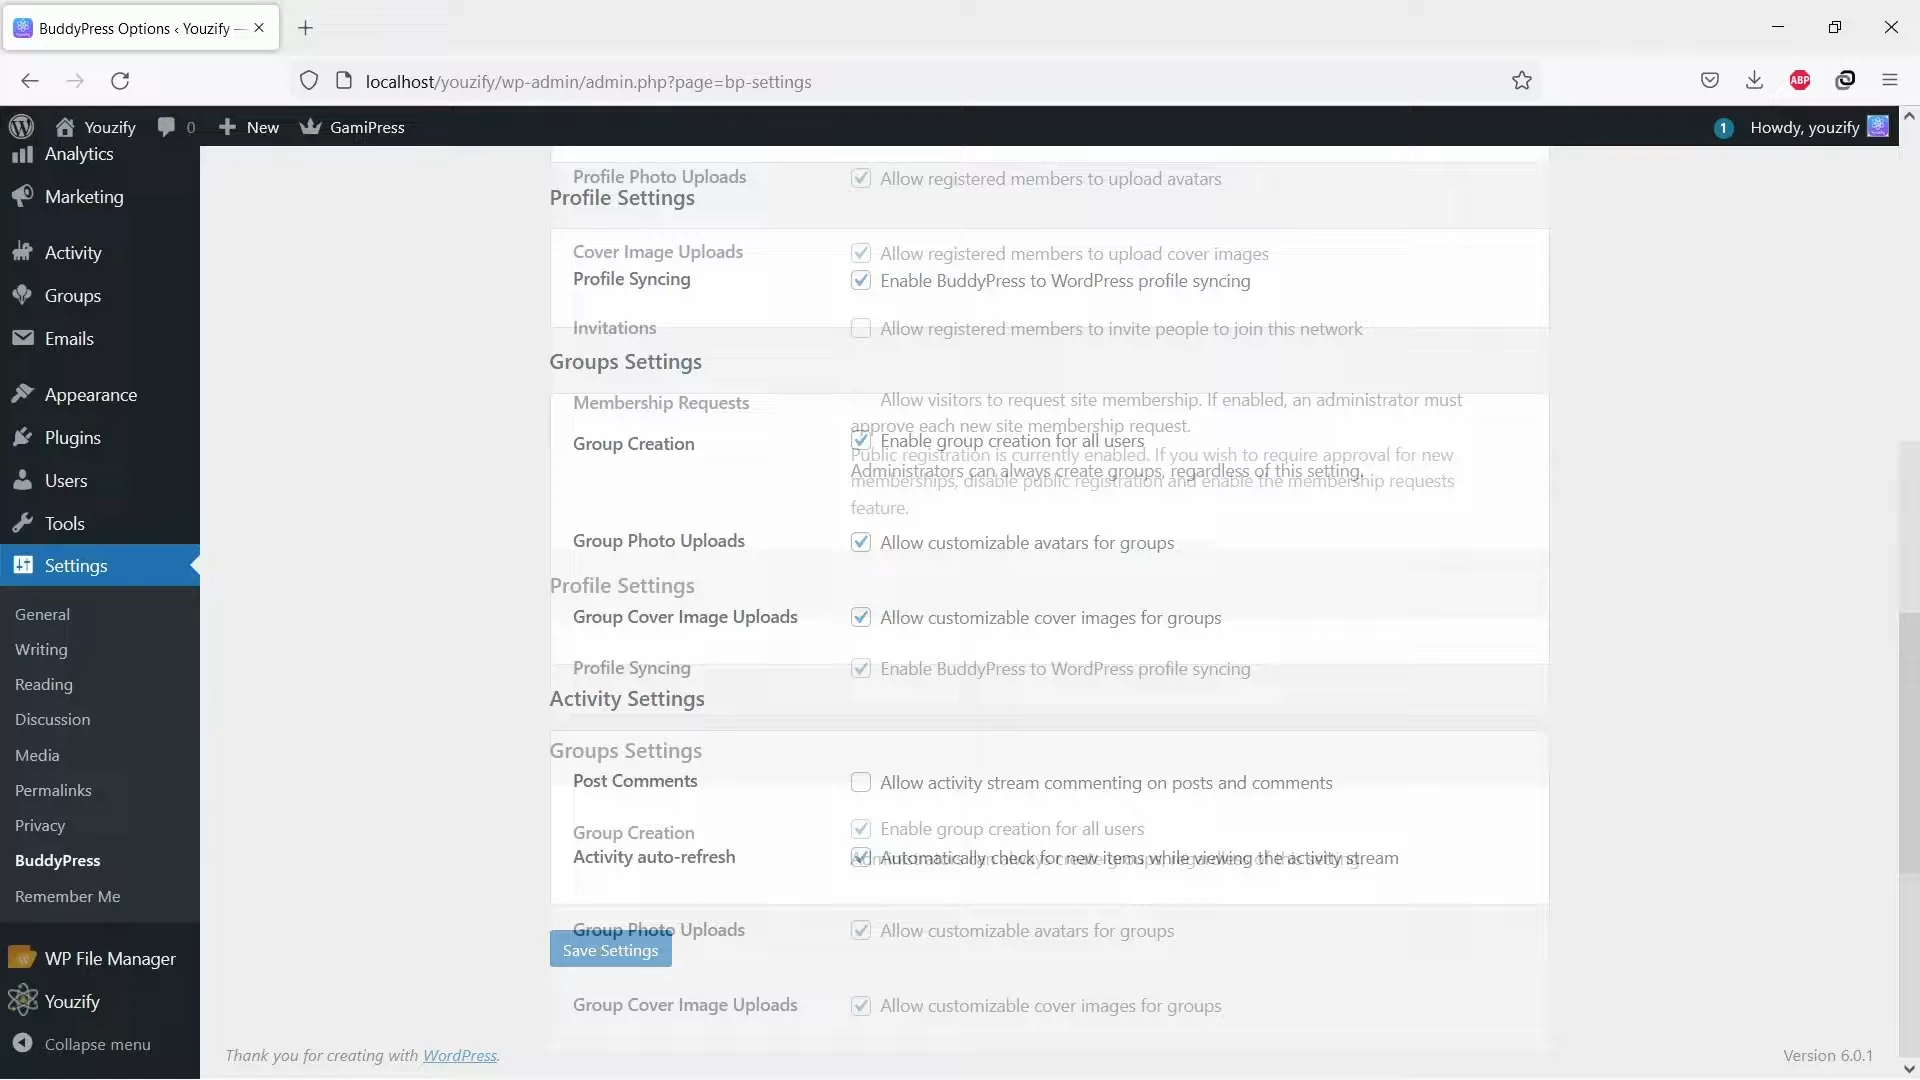 BuddyPress Options ‹ Youzify —
localhost/youzify/wp-admin/admin.php?page=bp-settings
ABP
Youzify 0 New GamiPress 1 Howdy, youzify
Analytics
Marketing
Activity
Groups
Emails
Appearance
Plugins
Users
Tools
Settings
General
Writing
Reading
Discussion
Media
Permalinks
Privacy
BuddyPress
Remember Me
WP File Manager
Youzify
Collapse menu
Profile Photo Uploads Allow registered members to upload avatars
Profile Settings
Cover Image Uploads Allow registered members to upload cover images
Profile Syncing Enable BuddyPress to WordPress profile syncing
Invitations Allow registered members to invite people to join this network
Groups Settings
Membership Requests Allow visitors to request site membership. If enabled, an administrator must
approve each new site membership request.
Group Creation Enable group creation for all users
Public registration is currently enabled. If you wish to require approval for new
Administrators can always create groups, regardless of this setting.
memberships, disable public registration and enable the membership requests
feature.
Group Photo Uploads Allow customizable avatars for groups
Profile Settings
Group Cover Image Uploads Allow customizable cover images for groups
Profile Syncing Enable BuddyPress to WordPress profile syncing
Activity Settings
Groups Settings
Post Comments Allow activity stream commenting on posts and comments
Group Creation Enable group creation for all users
Activity auto-refresh Automatically check for new items while viewing the activity stream
Administrators can always create groups, regardless of this setting.
Group Photo Uploads Allow customizable avatars for groups
Save Settings
Group Cover Image Uploads Allow customizable cover images for groups
Thank you for creating with WordPress.
Version 6.0.1